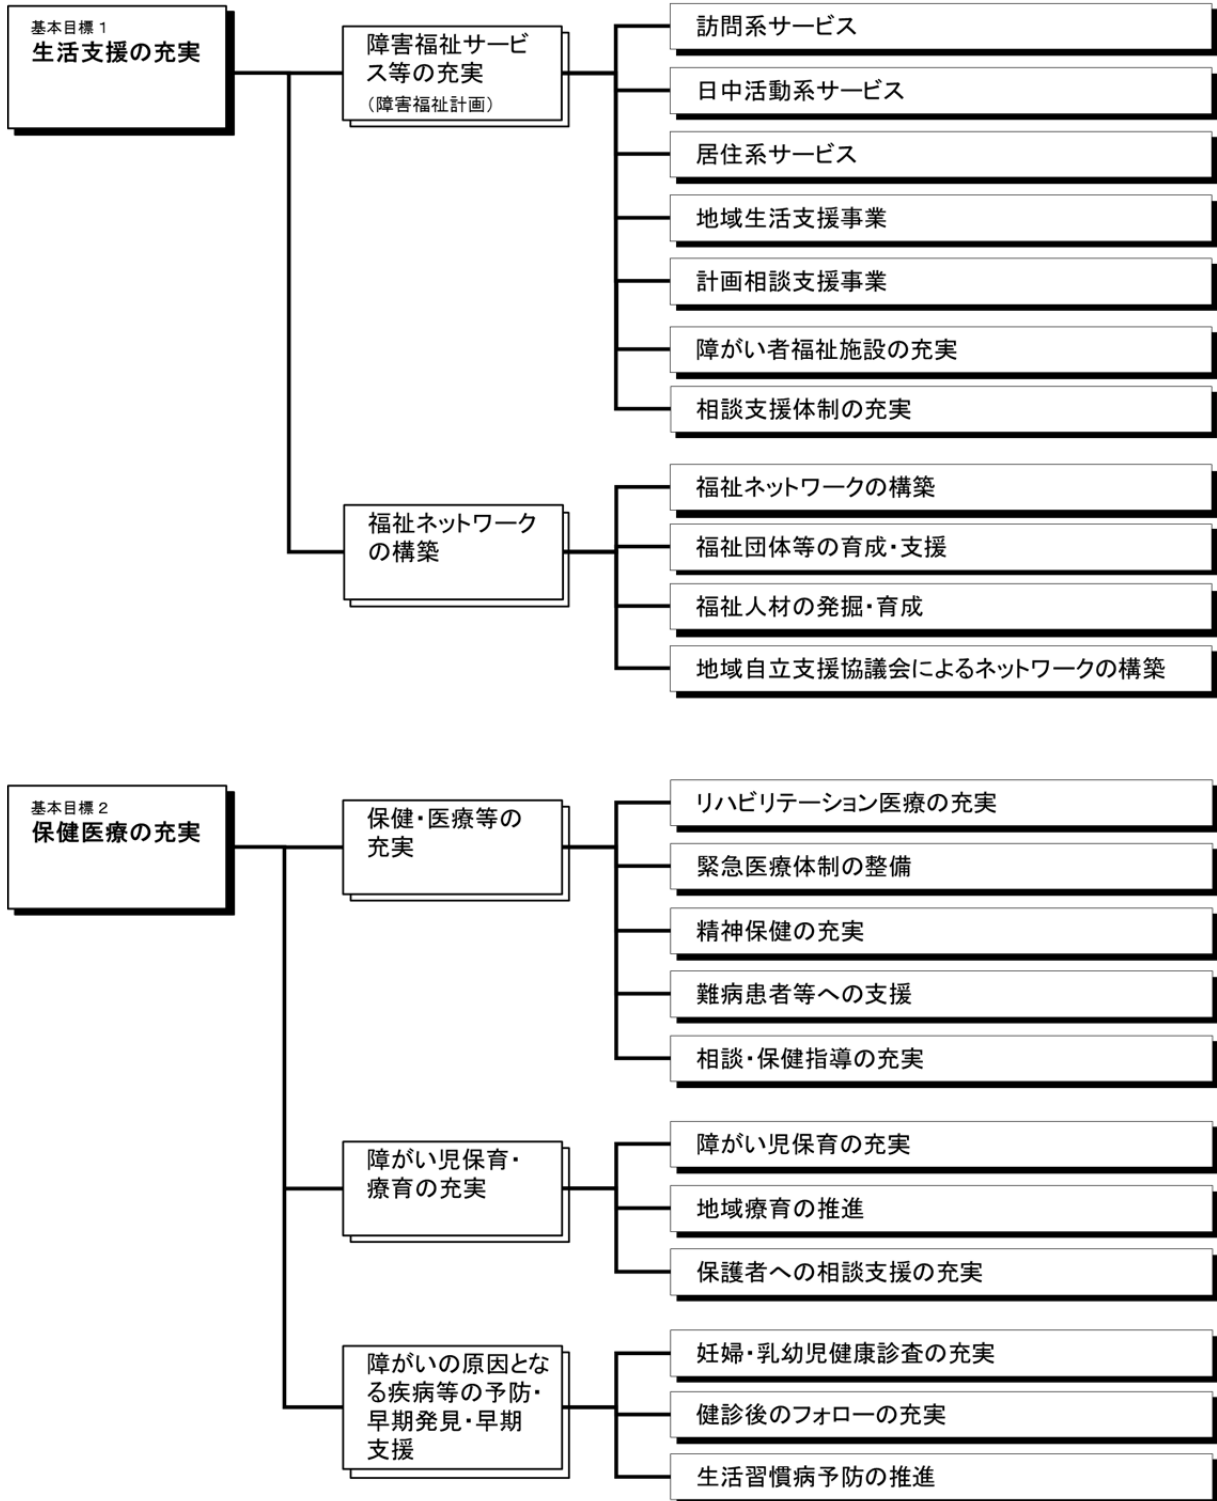 基本目標1
生活支援の充実
障害福祉サービ
ス等の充実
（障害福祉計画）
訪問系サービス
日中活動系サービス
居住系サービス
地域生活支援事業
計画相談支援事業
障がい者福祉施設の充実
相談支援体制の充実
福祉ネットワーク
の構築
福祉ネットワークの構築
福祉団体等の育成・支援
福祉人材の発掘・育成
地域自立支援協議会によるネットワークの構築
基本目標2
保健医療の充実
保健・医療等の
充実
リハビリテーション医療の充実
緊急医療体制の整備
精神保健の充実
難病患者等への支援
相談・保健指導の充実
障がい児保育・
療育の充実
障がい児保育の充実
地域療育の推進
保護者への相談支援の充実
障がいの原因とな
る疾病等の予防・
早期発見・早期
支援
妊婦・乳幼児健康診査の充実
健診後のフォローの充実
生活習慣病予防の推進